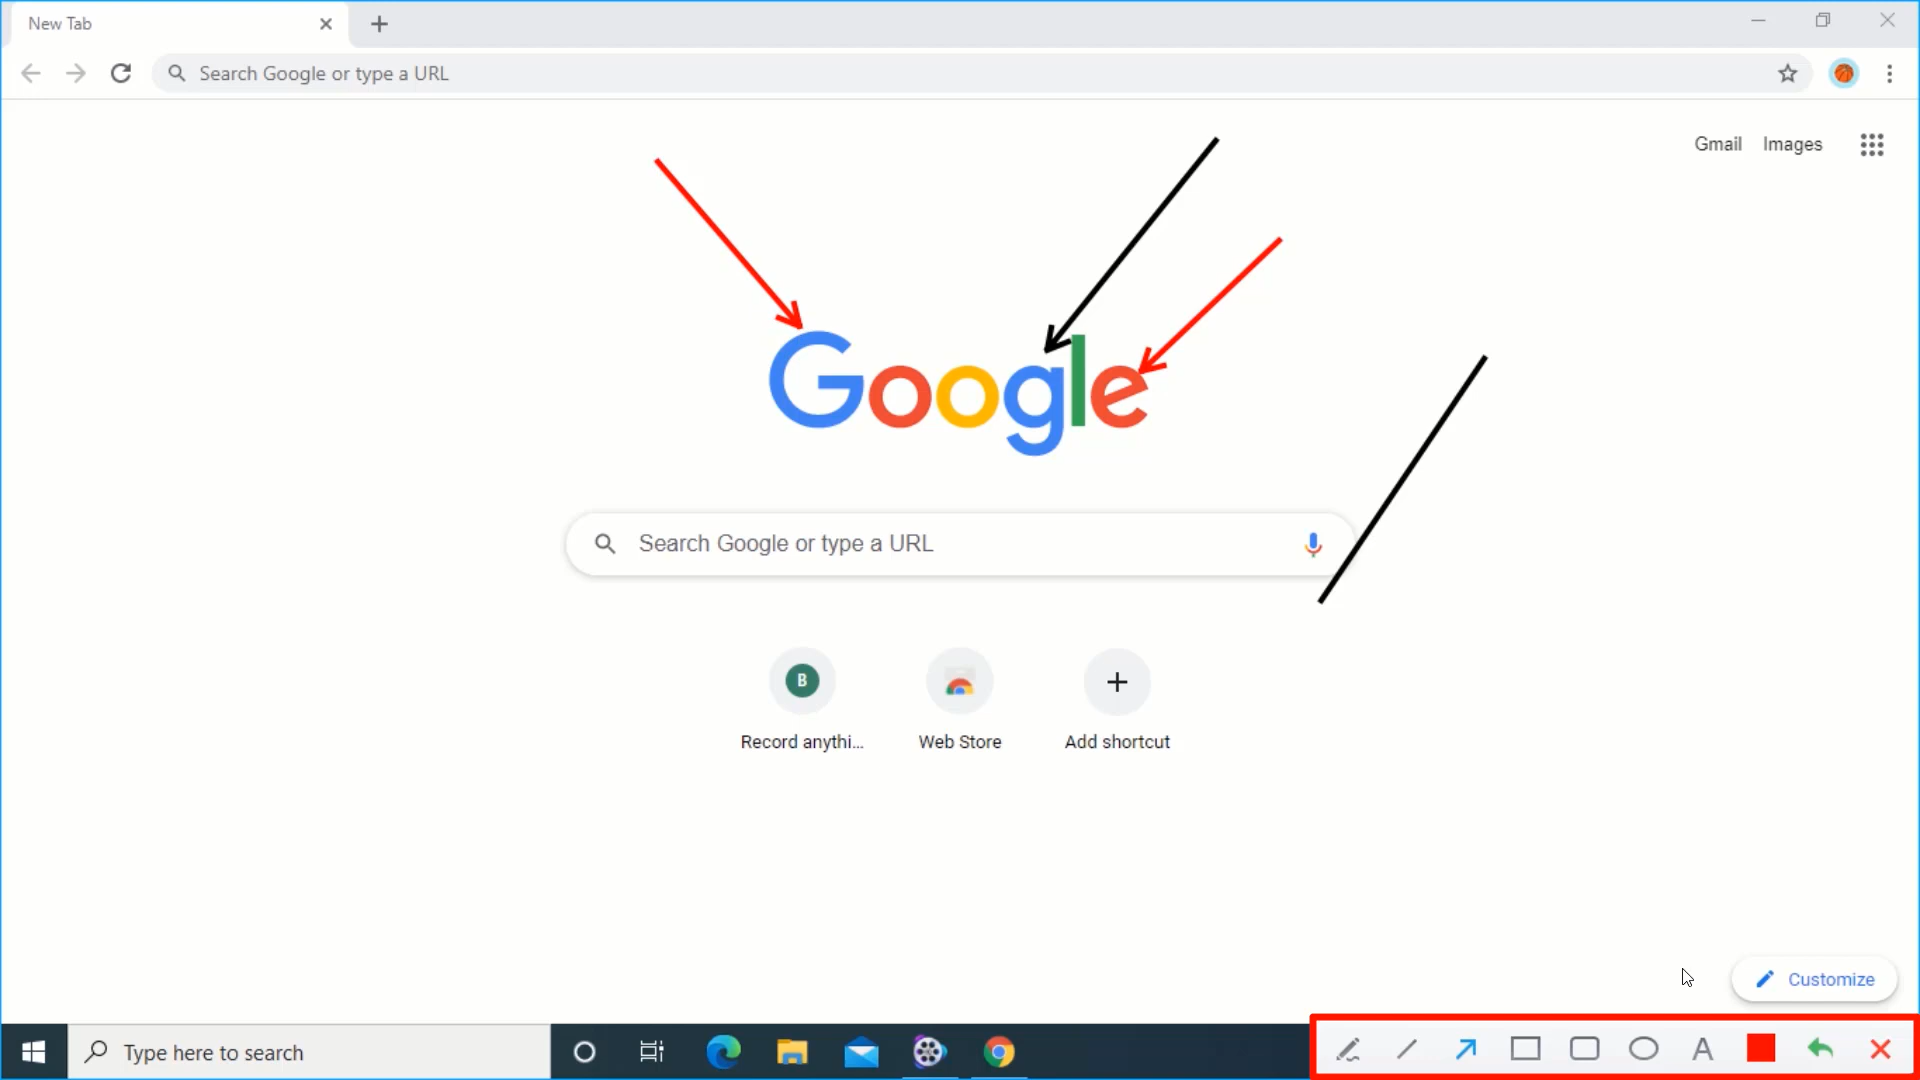 New Tab
Search Google or type a URL
Gmail Images
Google
Search Google or type a URL
B
Record anythi...
Web Store
Add shortcut
Customize
Type here to search
A